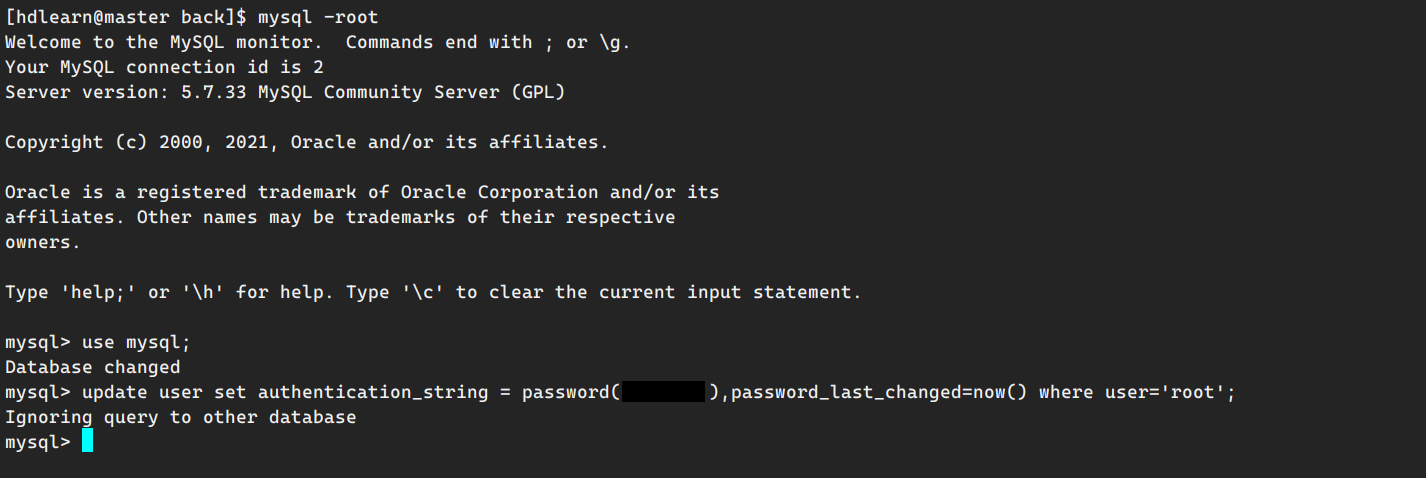 [hdlearn@master back]$ mysql -root
Welcome to the MySQL monitor.  Commands end with ; or \g.
Your MySQL connection id is 2
Server version: 5.7.33 MySQL Community Server (GPL)
Copyright (c) 2000, 2021, Oracle and/or its affiliates.
Oracle is a registered trademark of Oracle Corporation and/or its
affiliates. Other names may be trademarks of their respective
owners.
Type 'help;' or '\h' for help. Type '\c' to clear the current input statement.
mysql> use mysql;
Database changed
mysql> update user set authentication_string = password( ),password_last_changed=now() where user='root';
Ignoring query to other database
mysql>